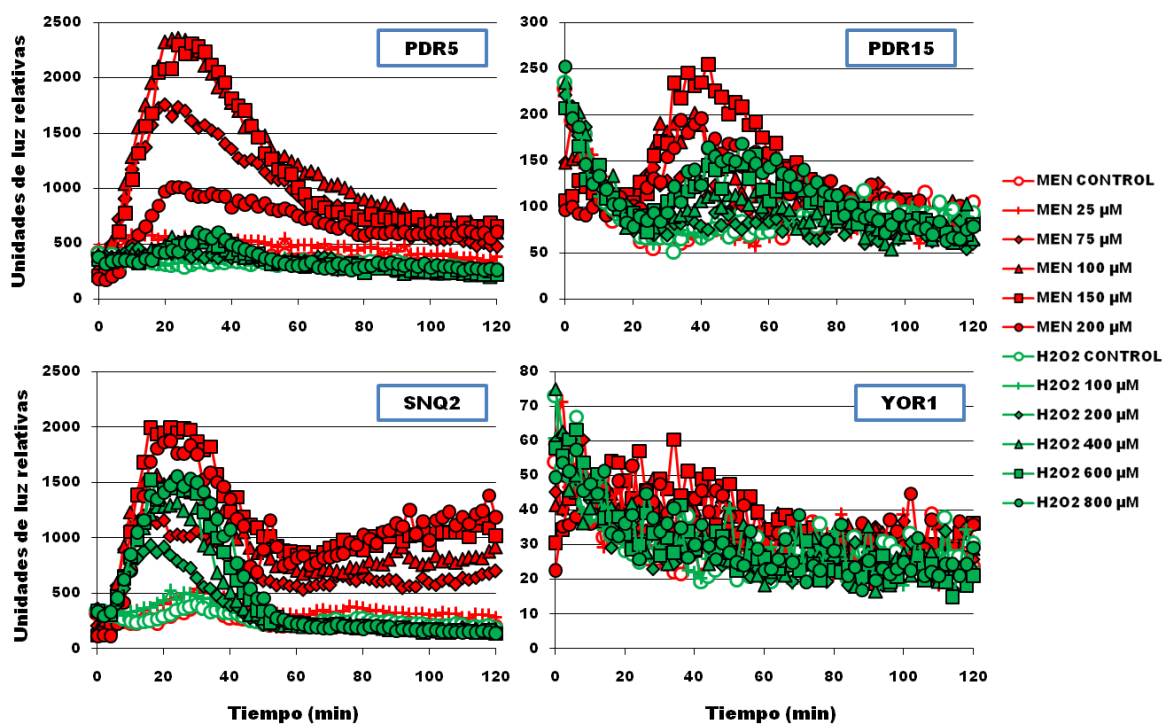 Unidades de luz relativas
2500
2000
1500
1000
500
0
PDR5
0 20 40 60 80 100 120
300
250
200
150
100
50
0
PDR15
0 20 40 60 80 100 120
Unidades de luz relativas
2500
2000
1500
1000
500
0
SNQ2
0 20 40 60 80 100 120
Tiempo (min)
80
70
60
50
40
30
20
10
0
YOR1
0 20 40 60 80 100 120
Tiempo (min)
MEN CONTROL
MEN 25 µM
MEN 75 µM
MEN 100 µM
MEN 150 µM
MEN 200 µM
H2O2 CONTROL
H2O2 100 µM
H2O2 200 µM
H2O2 400 µM
H2O2 600 µM
H2O2 800 µM